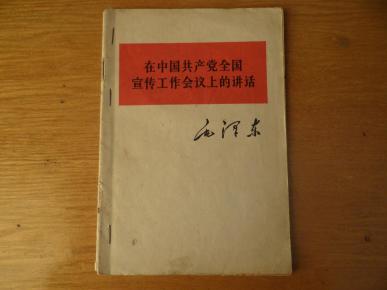 在中国共产党全国
宣传工作会议上的讲话
毛泽东